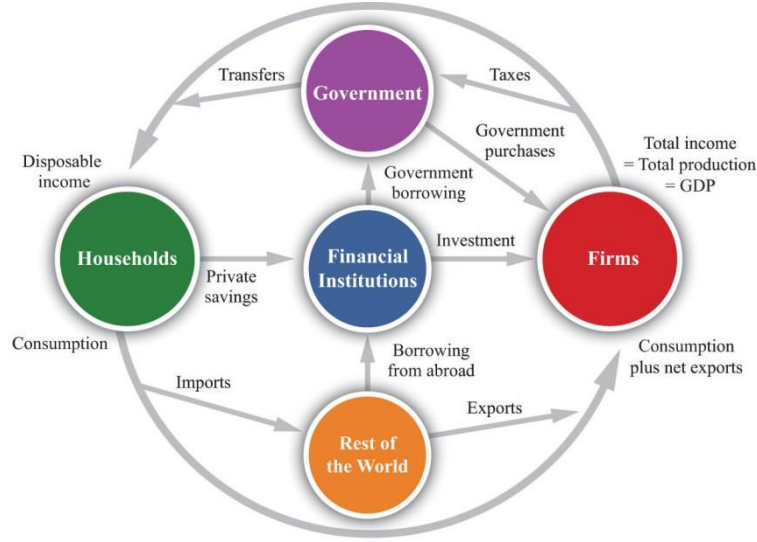 Transfers
Taxes
Government
Government
purchases
Total income
= Total production
= GDP
Disposable
income
Government
borrowing
Households
Financial
Institutions
Investment
Firms
Private
savings
Consumption
Borrowing
from abroad
Consumption
plus net exports
Imports
Exports
Rest of
the World